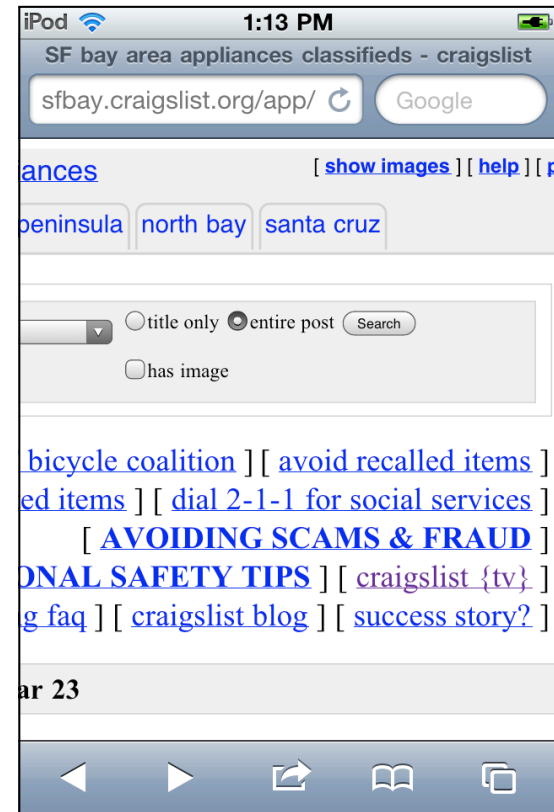 iPod 1:13 PM
SF bay area appliances classifieds - craigslist
sfbay.craigslist.org/app/ Google
ances [ show images ] [ help ] [ p
peninsula north bay santa cruz
title only entire post Search
has image
bicycle coalition ] [ avoid recalled items ]
ed items ] [ dial 2-1-1 for social services ]
[ AVOIDING SCAMS & FRAUD ]
ONAL SAFETY TIPS ] [ craigslist {tv} ]
g faq ] [ craigslist blog ] [ success story? ]
ar 23